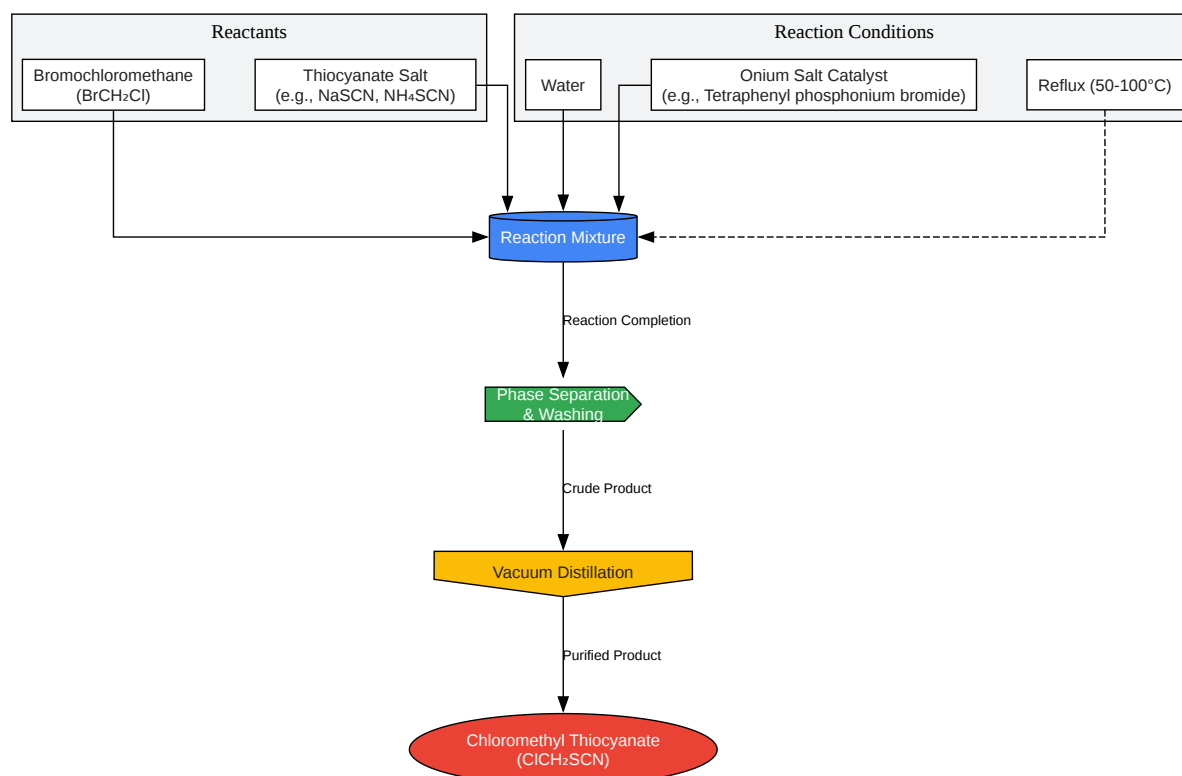 Reactants
Reaction Conditions
Bromochloromethane
(BrCH₂Cl)
Thiocyanate Salt
(e.g., NaSCN, NH₄SCN)
Water
Onium Salt Catalyst
(e.g., Tetraphenyl phosphonium bromide)
Reflux (50-100°C)
Reaction Mixture
Reaction Completion
Phase Separation
& Washing
Crude Product
Vacuum Distillation
Purified Product
Chloromethyl Thiocyanate
(ClCH₂SCN)